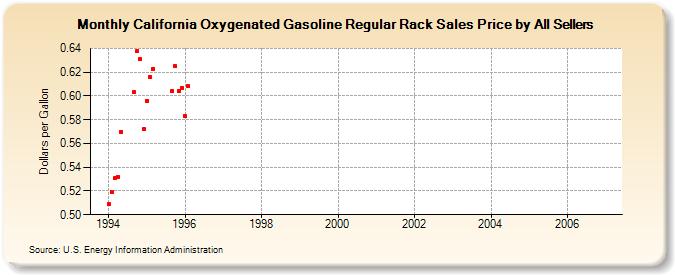 Monthly California Oxygenated Gasoline Regular Rack Sales Price by All Sellers
Dollars per Gallon
0.64
0.62
0.60
0.58
0.56
0.54
0.52
0.50
1994 1996 1998 2000 2002 2004 2006
Source: U.S. Energy Information Administration